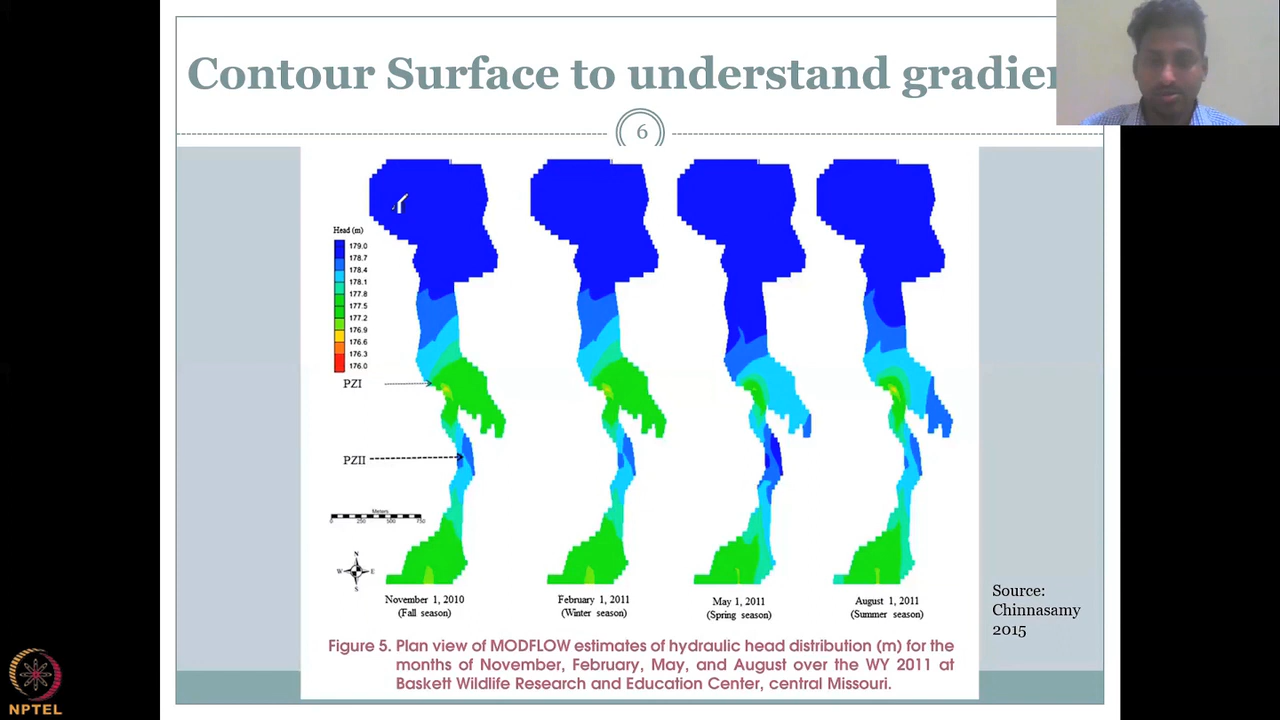 Contour Surface to understand gradien
6
Head (m)
179.0
178.7
178.4
178.1
177.8
177.5
177.2
176.9
176.6
176.3
176.0
PZI
PZII
Meters
0 250 500 750
N
W E
S
November 1, 2010
(Fall season)
February 1, 2011
(Winter season)
May 1, 2011
(Spring season)
August 1, 2011
(Summer season)
Source:
Chinnasamy
2015
Figure 5. Plan view of MODFLOW estimates of hydraulic head distribution (m) for the
months of November, February, May, and August over the WY 2011 at
Baskett Wildlife Research and Education Center, central Missouri.
NPTEL